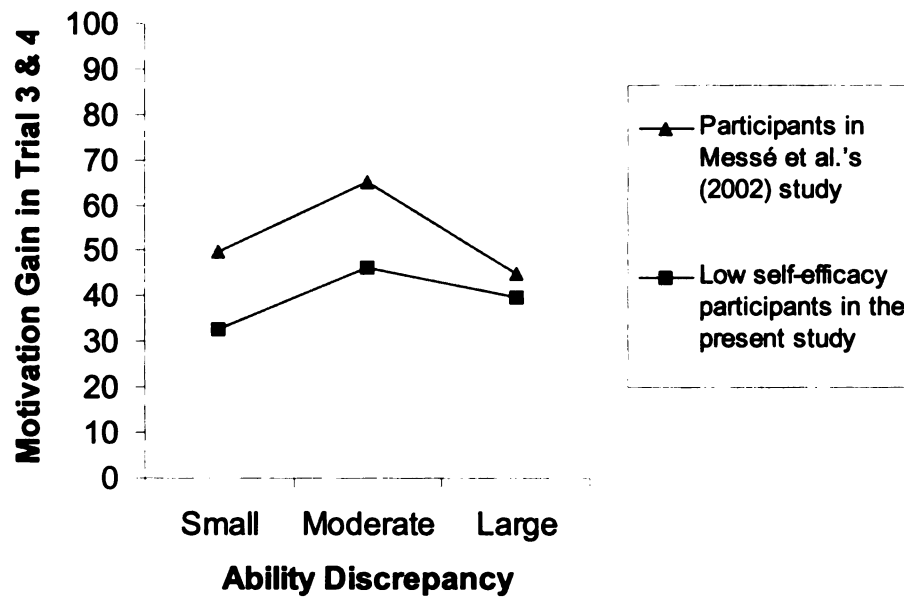 Motivation Gain in Trial 3 & 4
100
90
80
70
60
50
40
30
20
10
0
Small Moderate Large
Ability Discrepancy
Participants in
Messé et al.'s
(2002) study
Low self-efficacy
participants in the
present study